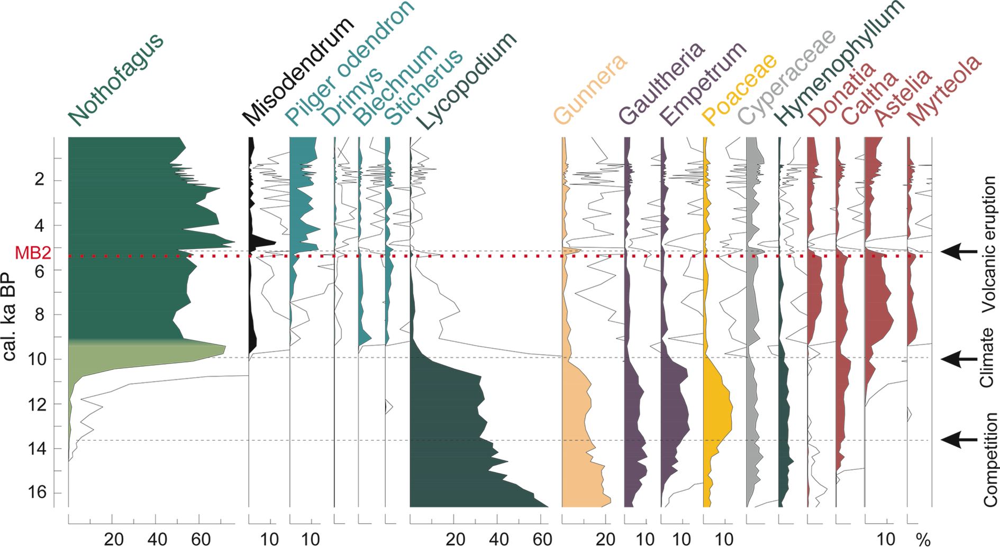 Nothofagus
Misodendrum
Pilger odendron
Drimys
Blechnum
Sticherus
Lycopodium
Gunnera
Gaultheria
Empetrum
Poaceae
Cyperaceae
Hymenophyllum
Donatia
Caltha
Astelia
Myrteola
cal. ka BP
2
4
MB2
6
8
10
12
14
16
Volcanic eruption
Climate
Competition
20 40 60 10 10 20 40 60 20 10 10 10 10 %